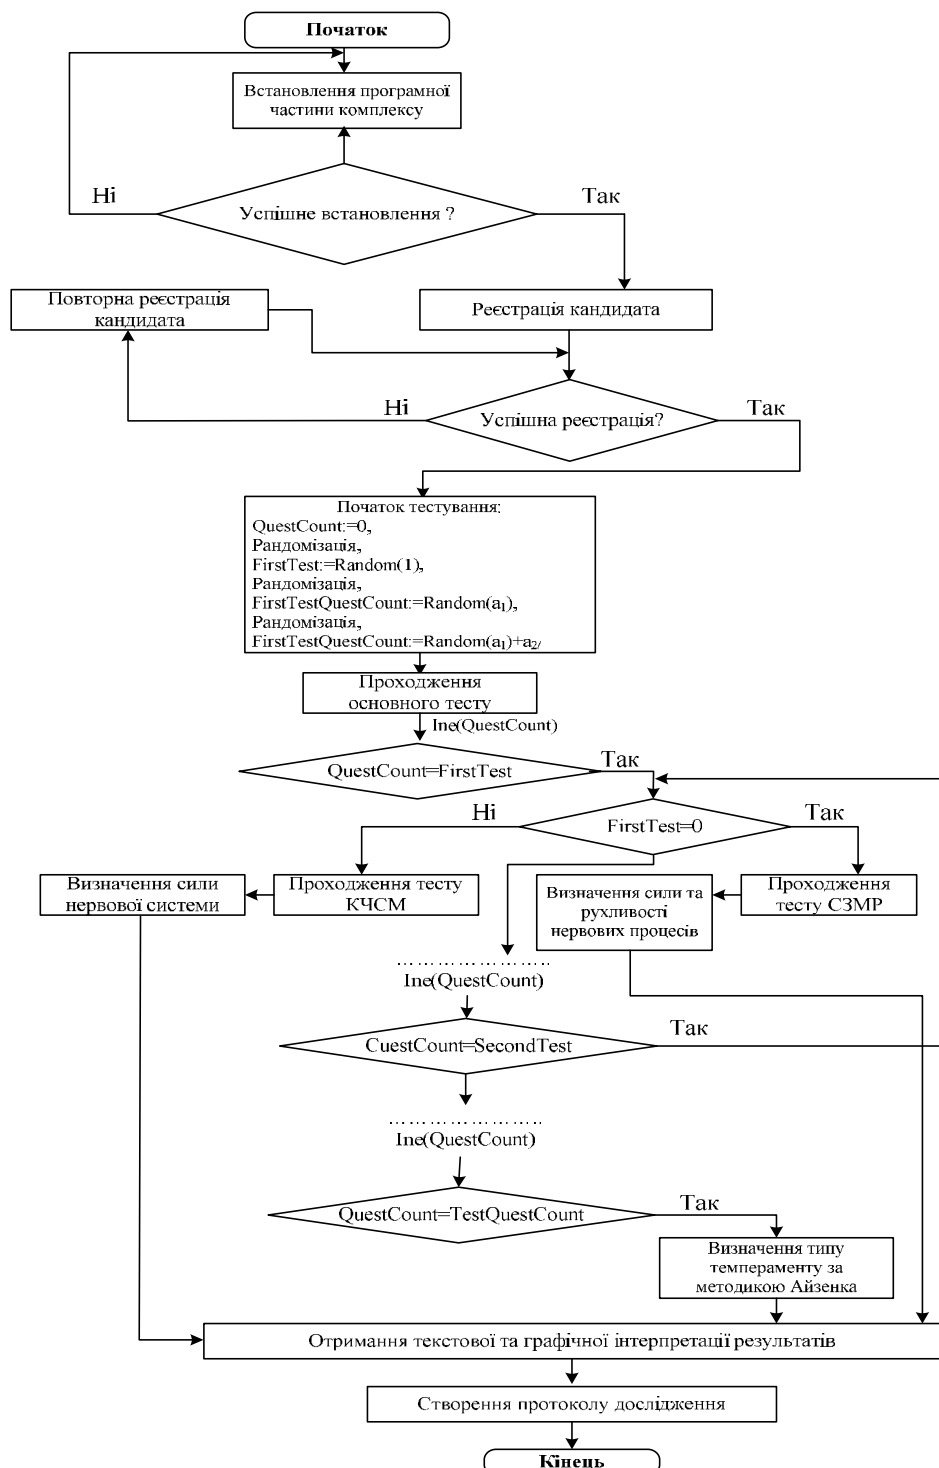 Початок
Встановлення програмної
частини комплексу
Ні
Так
Успішне встановлення ?
Повторна реєстрація
кандидата
Реєстрація кандидата
Ні
Так
Успішна реєстрація?
Початок тестування:
QuestCount:=0,
Рандомізація,
FirstTest:=Random(1),
Рандомізація,
FirstTestQuestCount:=Random(a₁),
Рандомізація,
FirstTestQuestCount:=Random(a₁)+a₂/
Проходження
основного тесту
Ine(QuestCount)
QuestCount=FirstTest
Так
Ні
FirstTest=0
Так
Визначення сили
нервової системи
Проходження тесту
КЧСМ
Визначення сили та
рухливості
нервових процесів
Проходження
тесту СЗМР
...................
Ine(QuestCount)
CuestCount=SecondTest
Так
...................
Ine(QuestCount)
QuestCount=TestQuestCount
Так
Визначення типу
темпераменту за
методикою Айзенка
Отримання текстової та графічної інтерпретації результатів
Створення протоколу дослідження
Кінець